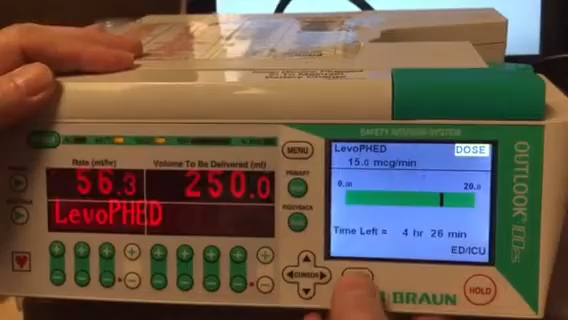 SAFETY INFUSION SYSTEM
MENU
LevoPHED DOSE
15.0 mcg/min
0.00 20.0
Time Left = 4 hr 26 min
ED/ICU
Rate (ml/hr) Volume To Be Delivered (ml)
56.3 250.0
LevoPHED
PRIMARY
PIGGYBACK
CURSOR
BRAUN
HOLD
OUTLOOK 100ES